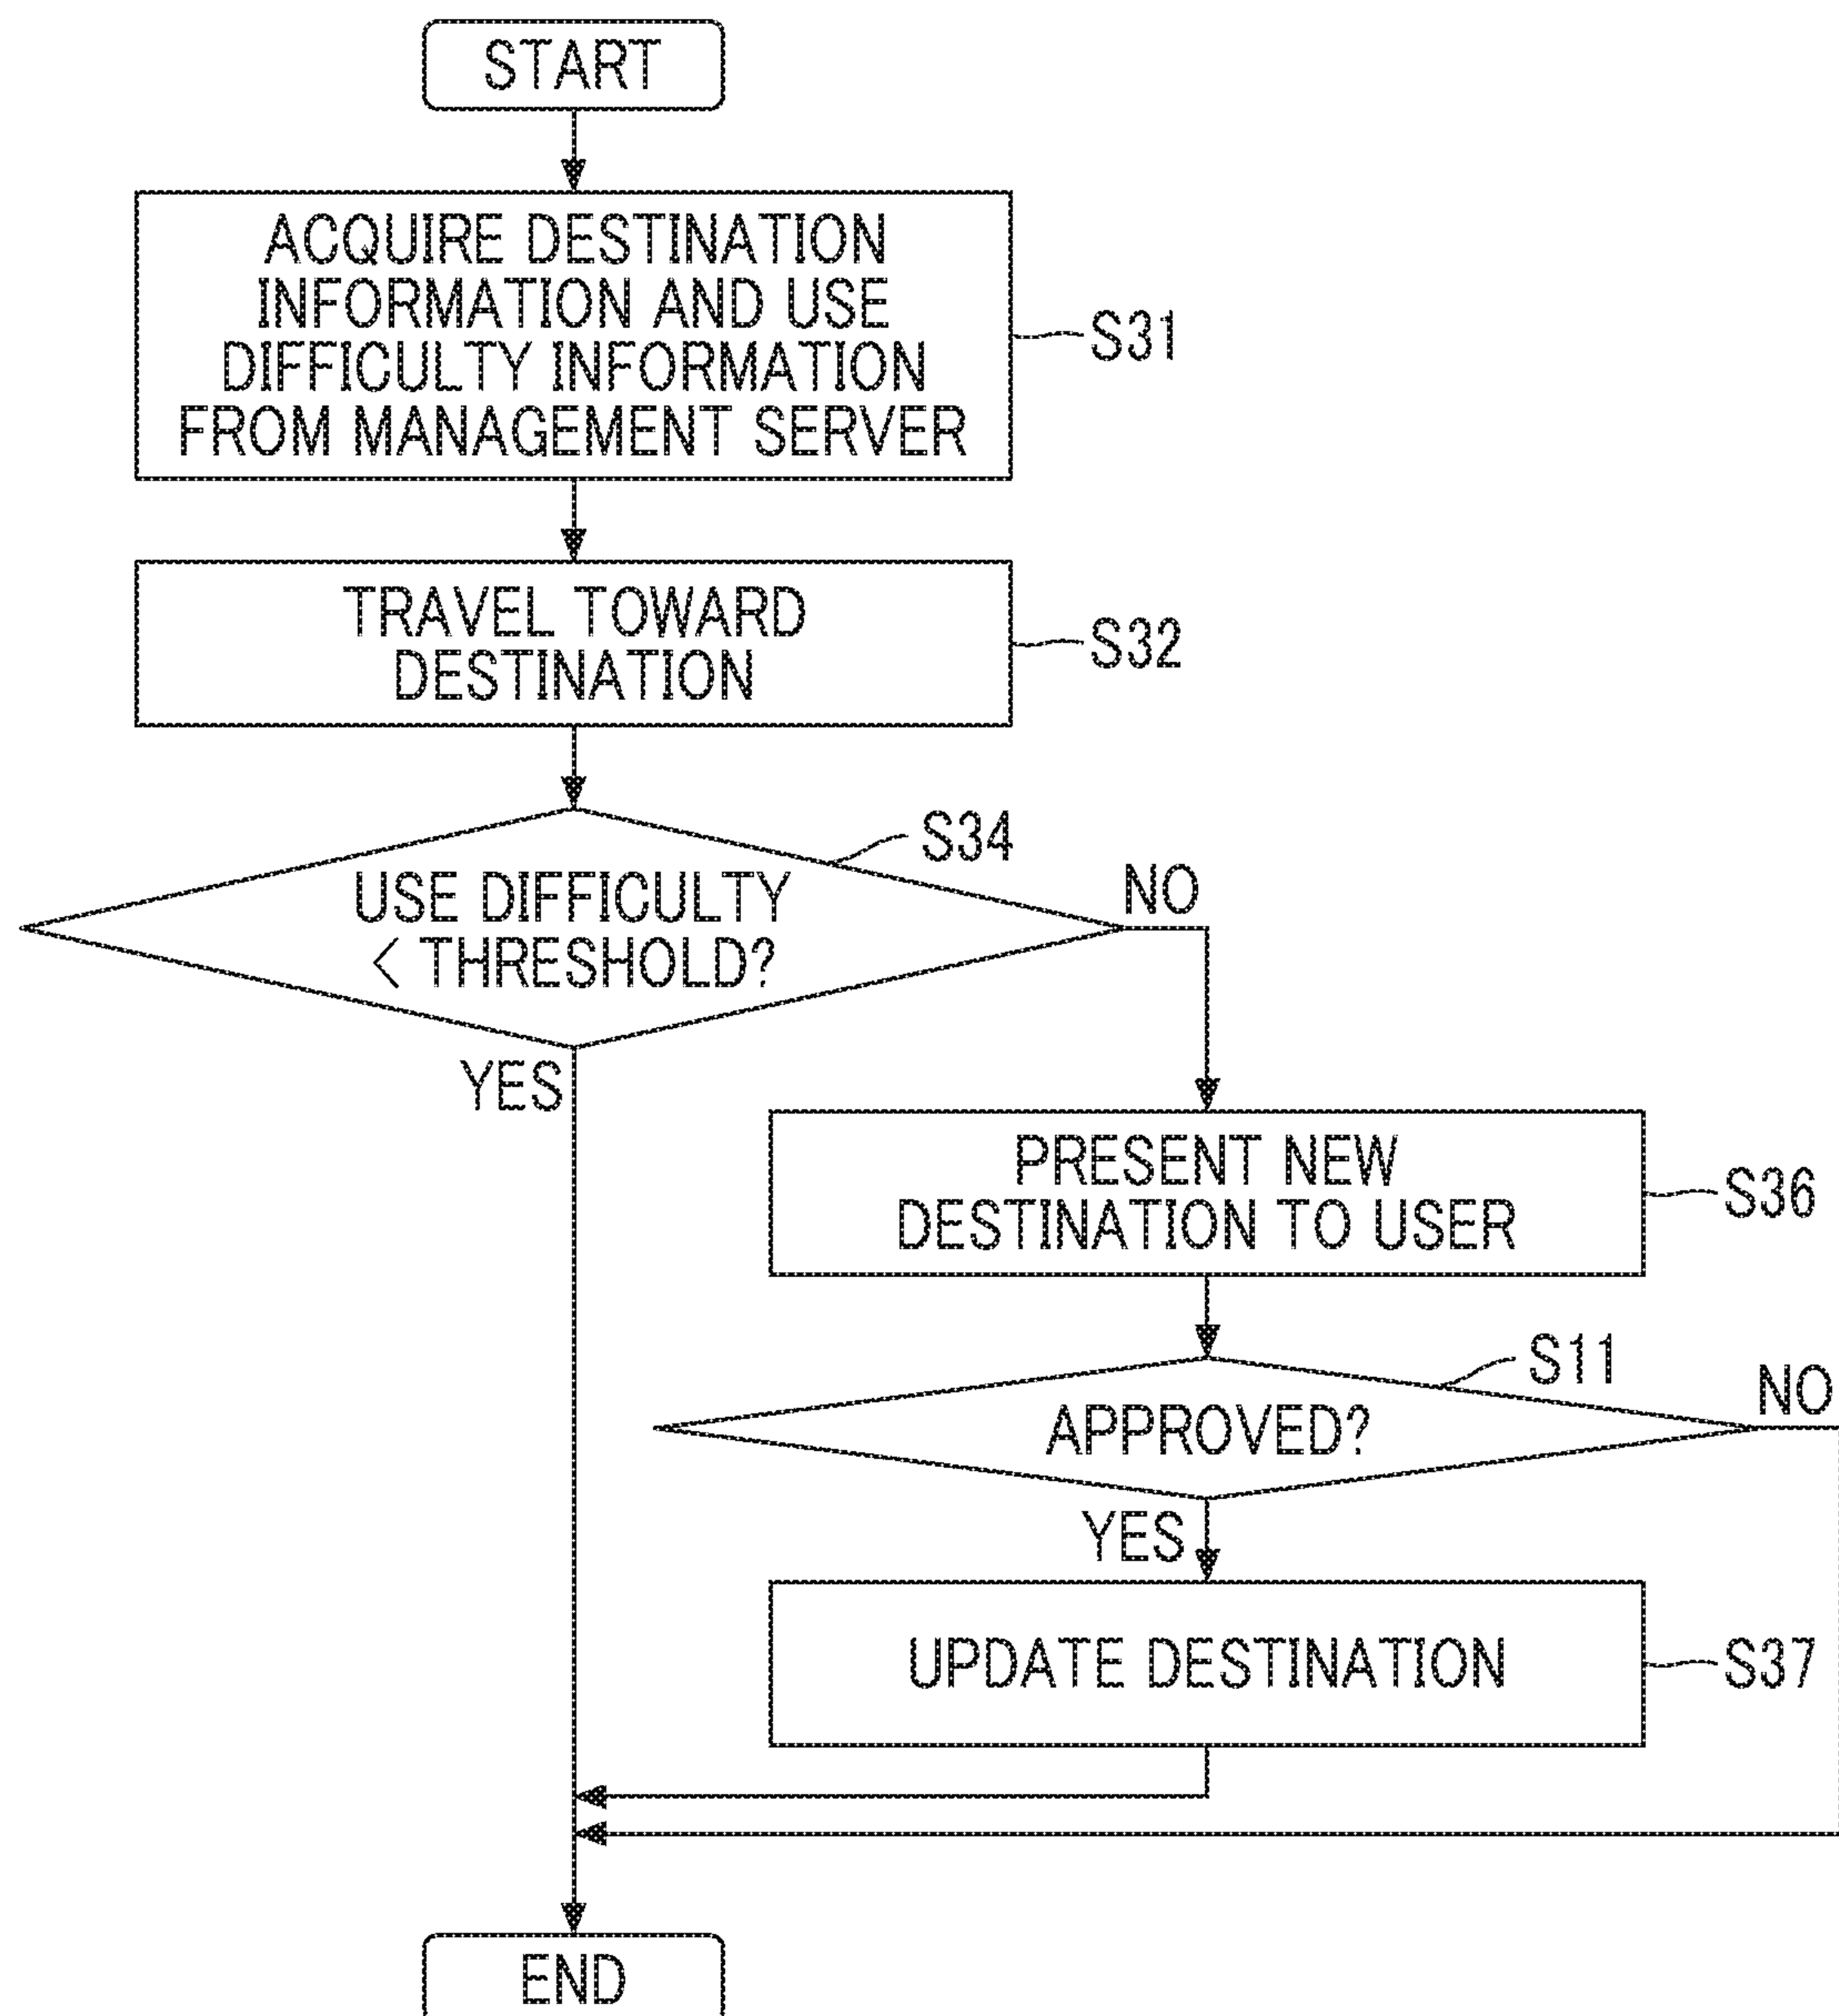 START
ACQUIRE DESTINATION
INFORMATION AND USE
DIFFICULTY INFORMATION
FROM MANAGEMENT SERVER
S31
TRAVEL TOWARD
DESTINATION
S32
S34
USE DIFFICULTY
< THRESHOLD?
NO
YES
PRESENT NEW
DESTINATION TO USER
S36
S11
APPROVED?
NO
YES
UPDATE DESTINATION
S37
END